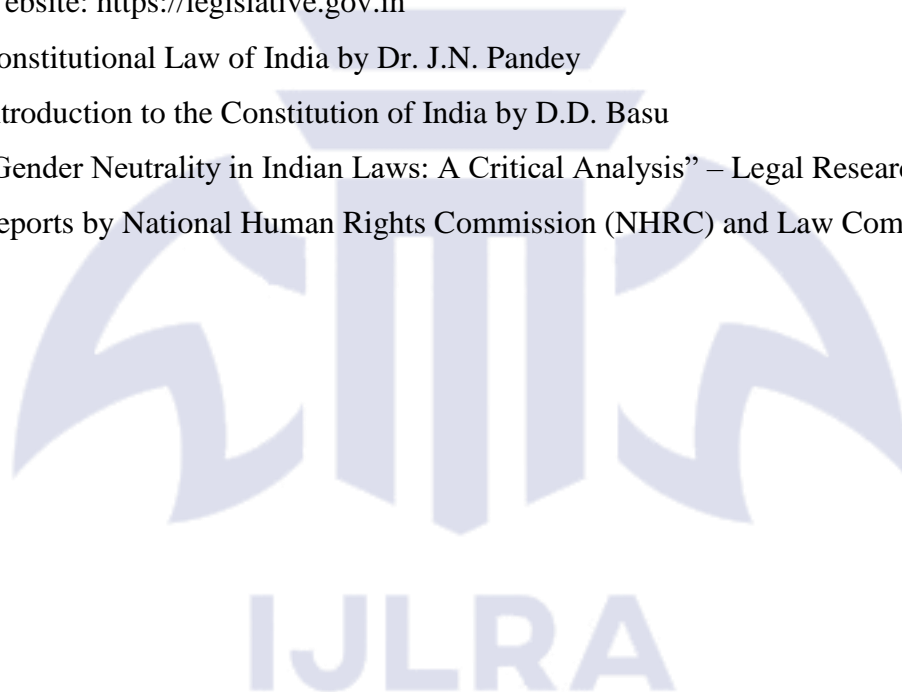 ebsite: https://legislative.gov.in
onstitutional Law of India by Dr. J.N. Pandey
ntroduction to the Constitution of India by D.D. Basu
Gender Neutrality in Indian Laws: A Critical Analysis” – Legal Resear
eports by National Human Rights Commission (NHRC) and Law Com
IJLRA